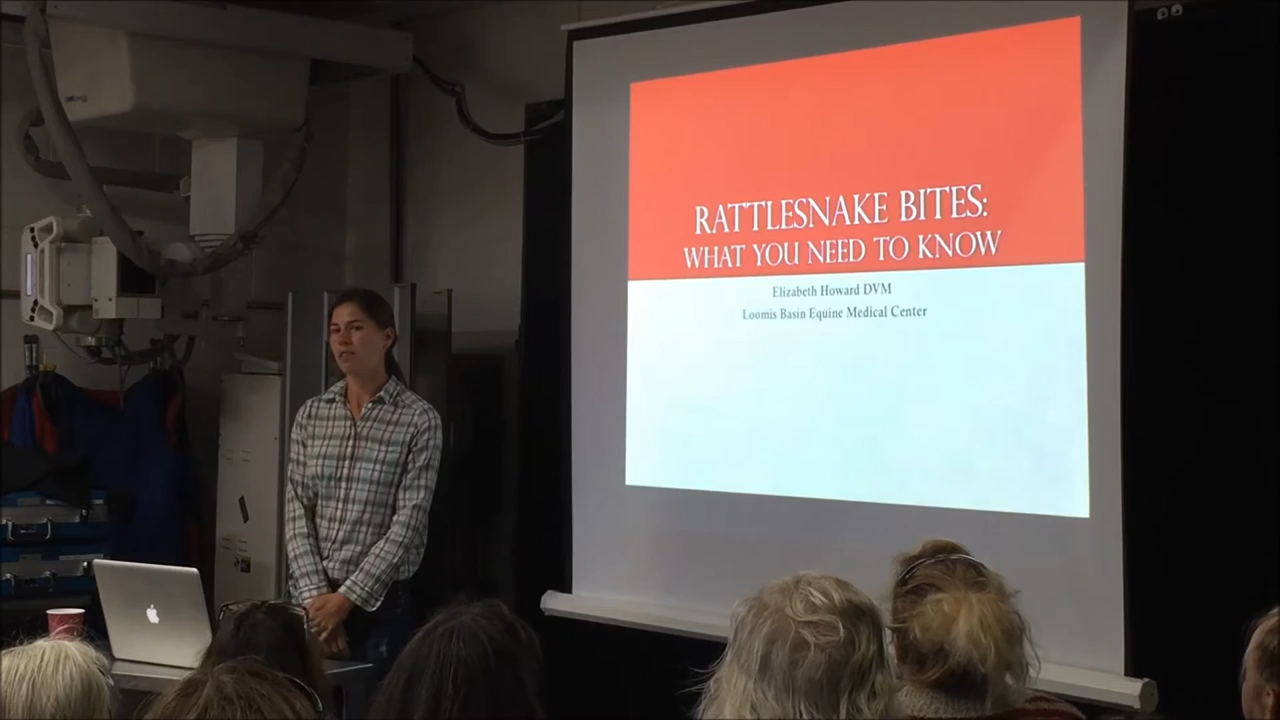 RATTLESNAKE BITES:
WHAT YOU NEED TO KNOW
Elizabeth Howard DVM
Loomis Basin Equine Medical Center